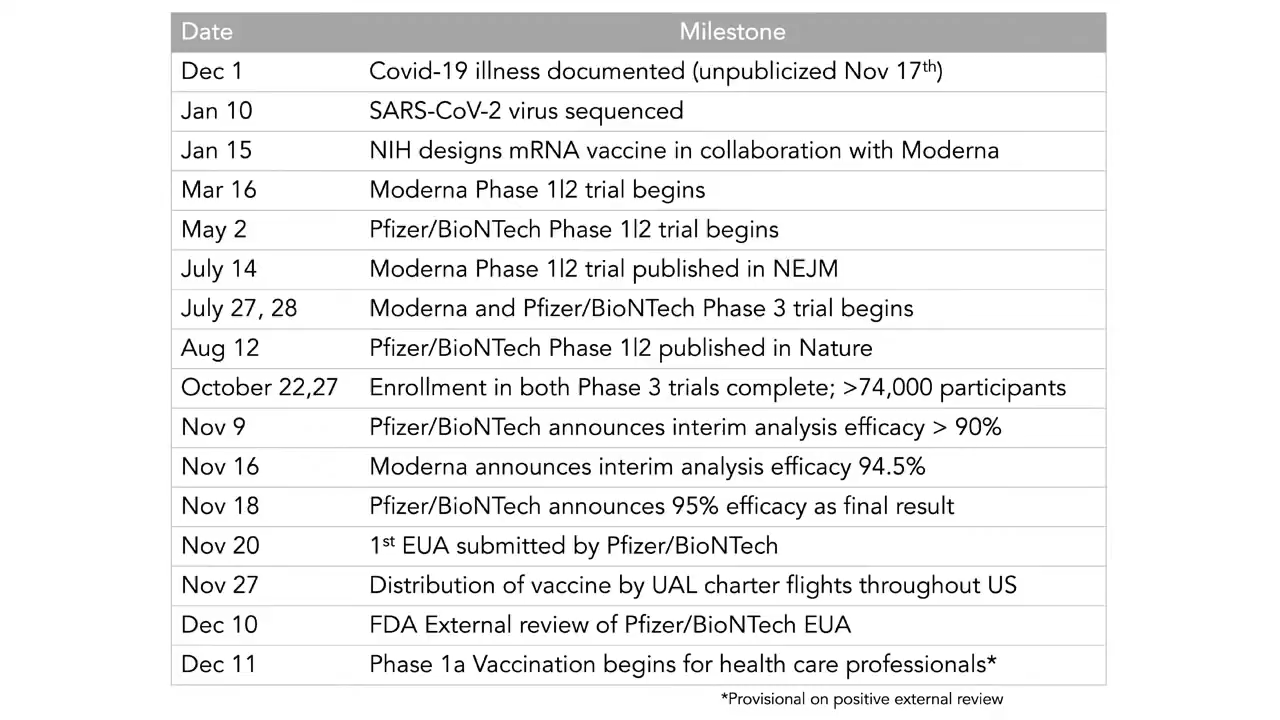 Date Milestone
Dec 1 Covid-19 illness documented (unpublicized Nov 17th)
Jan 10 SARS-CoV-2 virus sequenced
Jan 15 NIH designs mRNA vaccine in collaboration with Moderna
Mar 16 Moderna Phase 1|2 trial begins
May 2 Pfizer/BioNTech Phase 1|2 trial begins
July 14 Moderna Phase 1|2 trial published in NEJM
July 27, 28 Moderna and Pfizer/BioNTech Phase 3 trial begins
Aug 12 Pfizer/BioNTech Phase 1|2 published in Nature
October 22,27 Enrollment in both Phase 3 trials complete; >74,000 participants
Nov 9 Pfizer/BioNTech announces interim analysis efficacy > 90%
Nov 16 Moderna announces interim analysis efficacy 94.5%
Nov 18 Pfizer/BioNTech announces 95% efficacy as final result
Nov 20 1st EUA submitted by Pfizer/BioNTech
Nov 27 Distribution of vaccine by UAL charter flights throughout US
Dec 10 FDA External review of Pfizer/BioNTech EUA
Dec 11 Phase 1a Vaccination begins for health care professionals*
*Provisional on positive external review